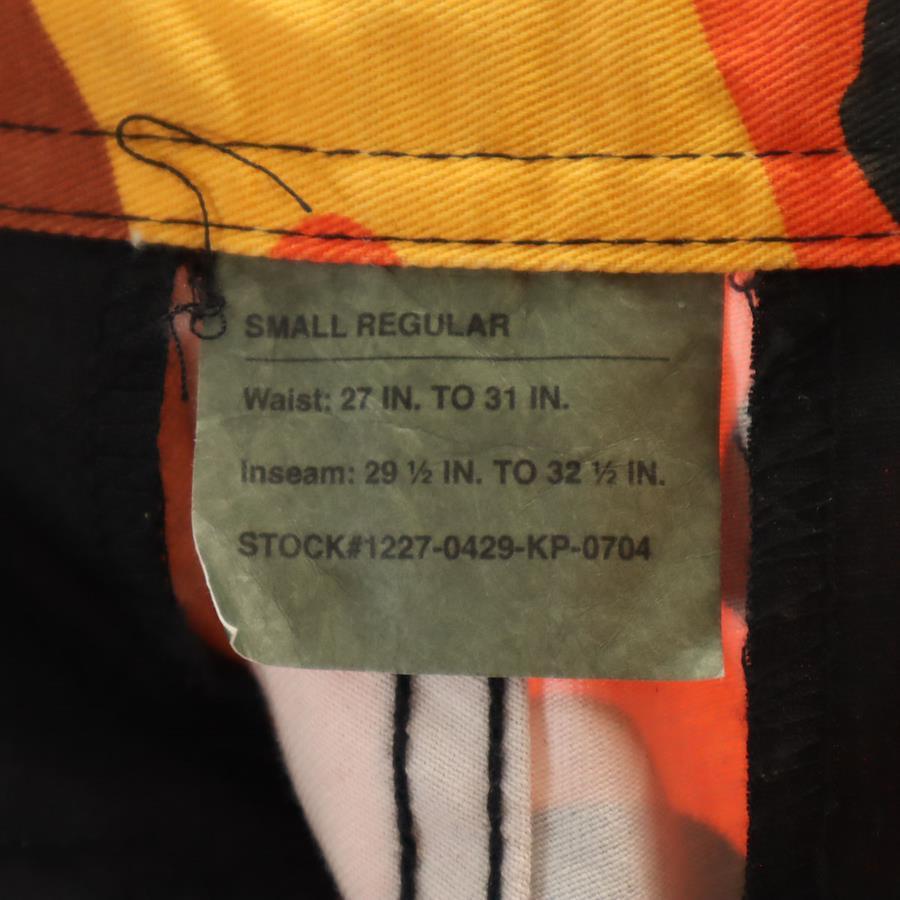 SMALL REGULAR
Waist: 27 IN. TO 31 IN.
Inseam: 29 ½ IN. TO 32 ½ IN.
STOCK#1227-0429-KP-0704